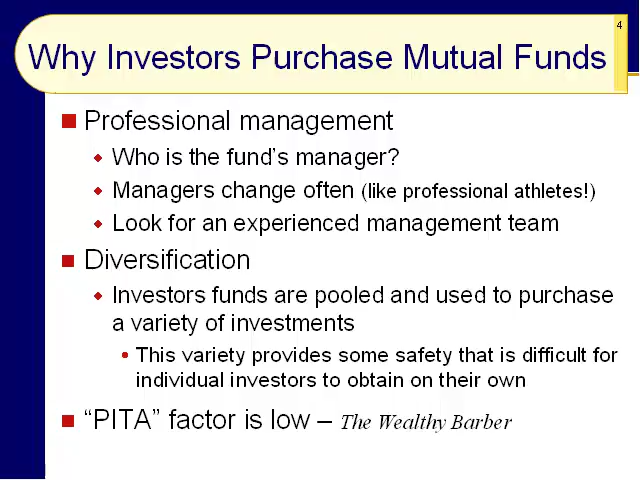 4
Why Investors Purchase Mutual Funds
Professional management
Who is the fund's manager?
Managers change often (like professional athletes!)
Look for an experienced management team
Diversification
Investors funds are pooled and used to purchase
a variety of investments
This variety provides some safety that is difficult for
individual investors to obtain on their own
“PITA” factor is low – The Wealthy Barber